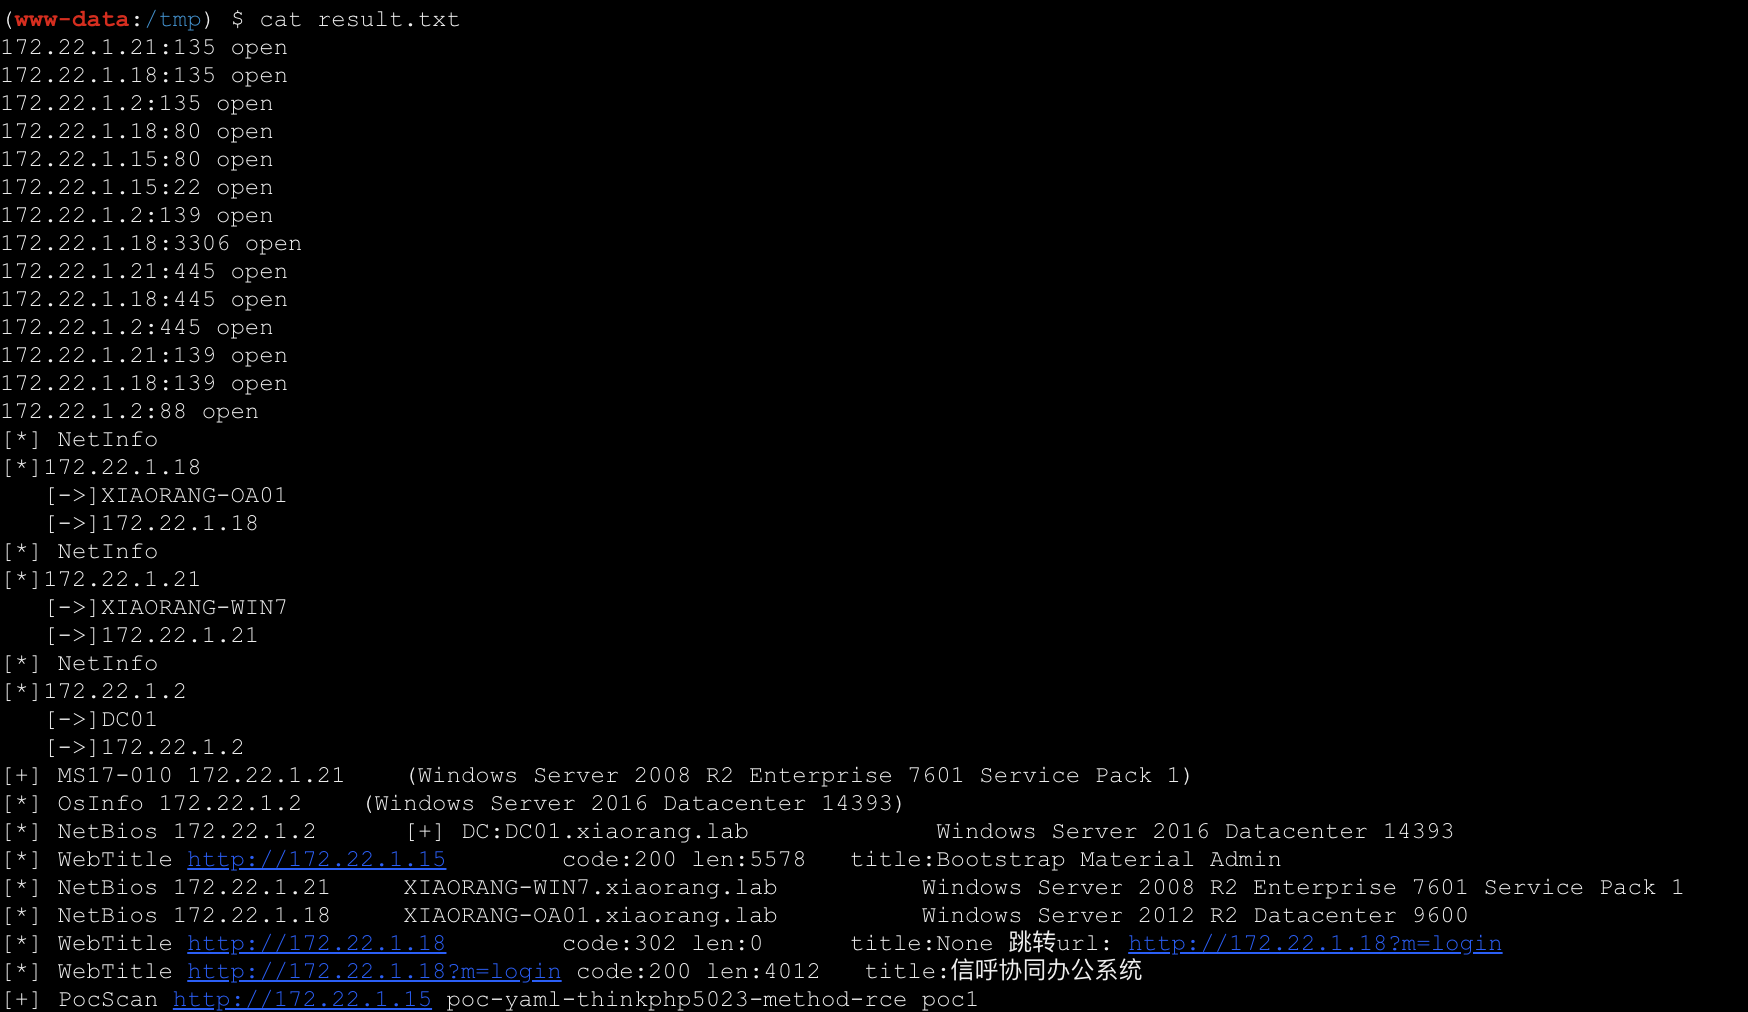 (www-data:/tmp) $ cat result.txt
172.22.1.21:135 open
172.22.1.18:135 open
172.22.1.2:135 open
172.22.1.18:80 open
172.22.1.15:80 open
172.22.1.15:22 open
172.22.1.2:139 open
172.22.1.18:3306 open
172.22.1.21:445 open
172.22.1.18:445 open
172.22.1.2:445 open
172.22.1.21:139 open
172.22.1.18:139 open
172.22.1.2:88 open
[*] NetInfo
[*]172.22.1.18
   [->]XIAORANG-OA01
   [->]172.22.1.18
[*] NetInfo
[*]172.22.1.21
   [->]XIAORANG-WIN7
   [->]172.22.1.21
[*] NetInfo
[*]172.22.1.2
   [->]DC01
   [->]172.22.1.2
[+] MS17-010 172.22.1.21    (Windows Server 2008 R2 Enterprise 7601 Service Pack 1)
[*] OsInfo 172.22.1.2    (Windows Server 2016 Datacenter 14393)
[*] NetBios 172.22.1.2      [+] DC:DC01.xiaorang.lab             Windows Server 2016 Datacenter 14393
[*] WebTitle http://172.22.1.15        code:200 len:5578   title:Bootstrap Material Admin
[*] NetBios 172.22.1.21     XIAORANG-WIN7.xiaorang.lab          Windows Server 2008 R2 Enterprise 7601 Service Pack 1
[*] NetBios 172.22.1.18     XIAORANG-OA01.xiaorang.lab          Windows Server 2012 R2 Datacenter 9600
[*] WebTitle http://172.22.1.18        code:302 len:0      title:None 跳转url: http://172.22.1.18?m=login
[*] WebTitle http://172.22.1.18?m=login code:200 len:4012   title:信呼协同办公系统
[+] PocScan http://172.22.1.15 poc-yaml-thinkphp5023-method-rce poc1